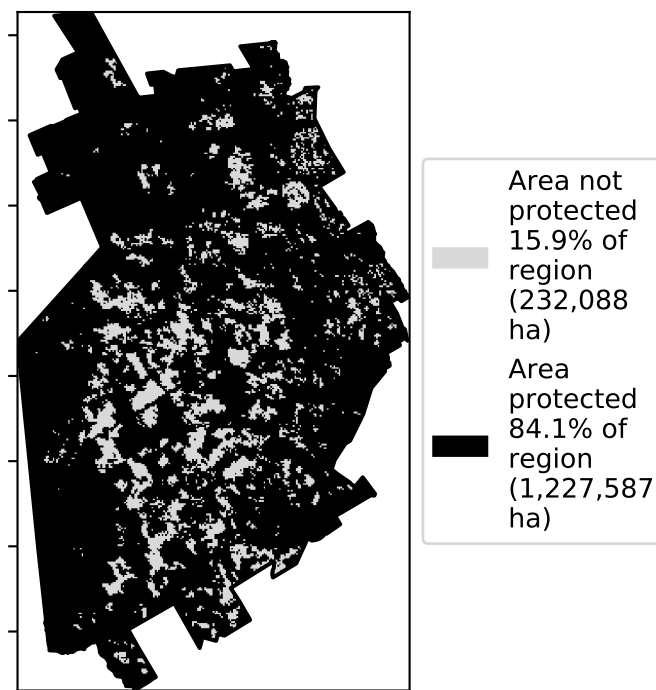 Area not
protected
15.9% of
region
(232,088
ha)
Area
protected
84.1% of
region
(1,227,587
ha)